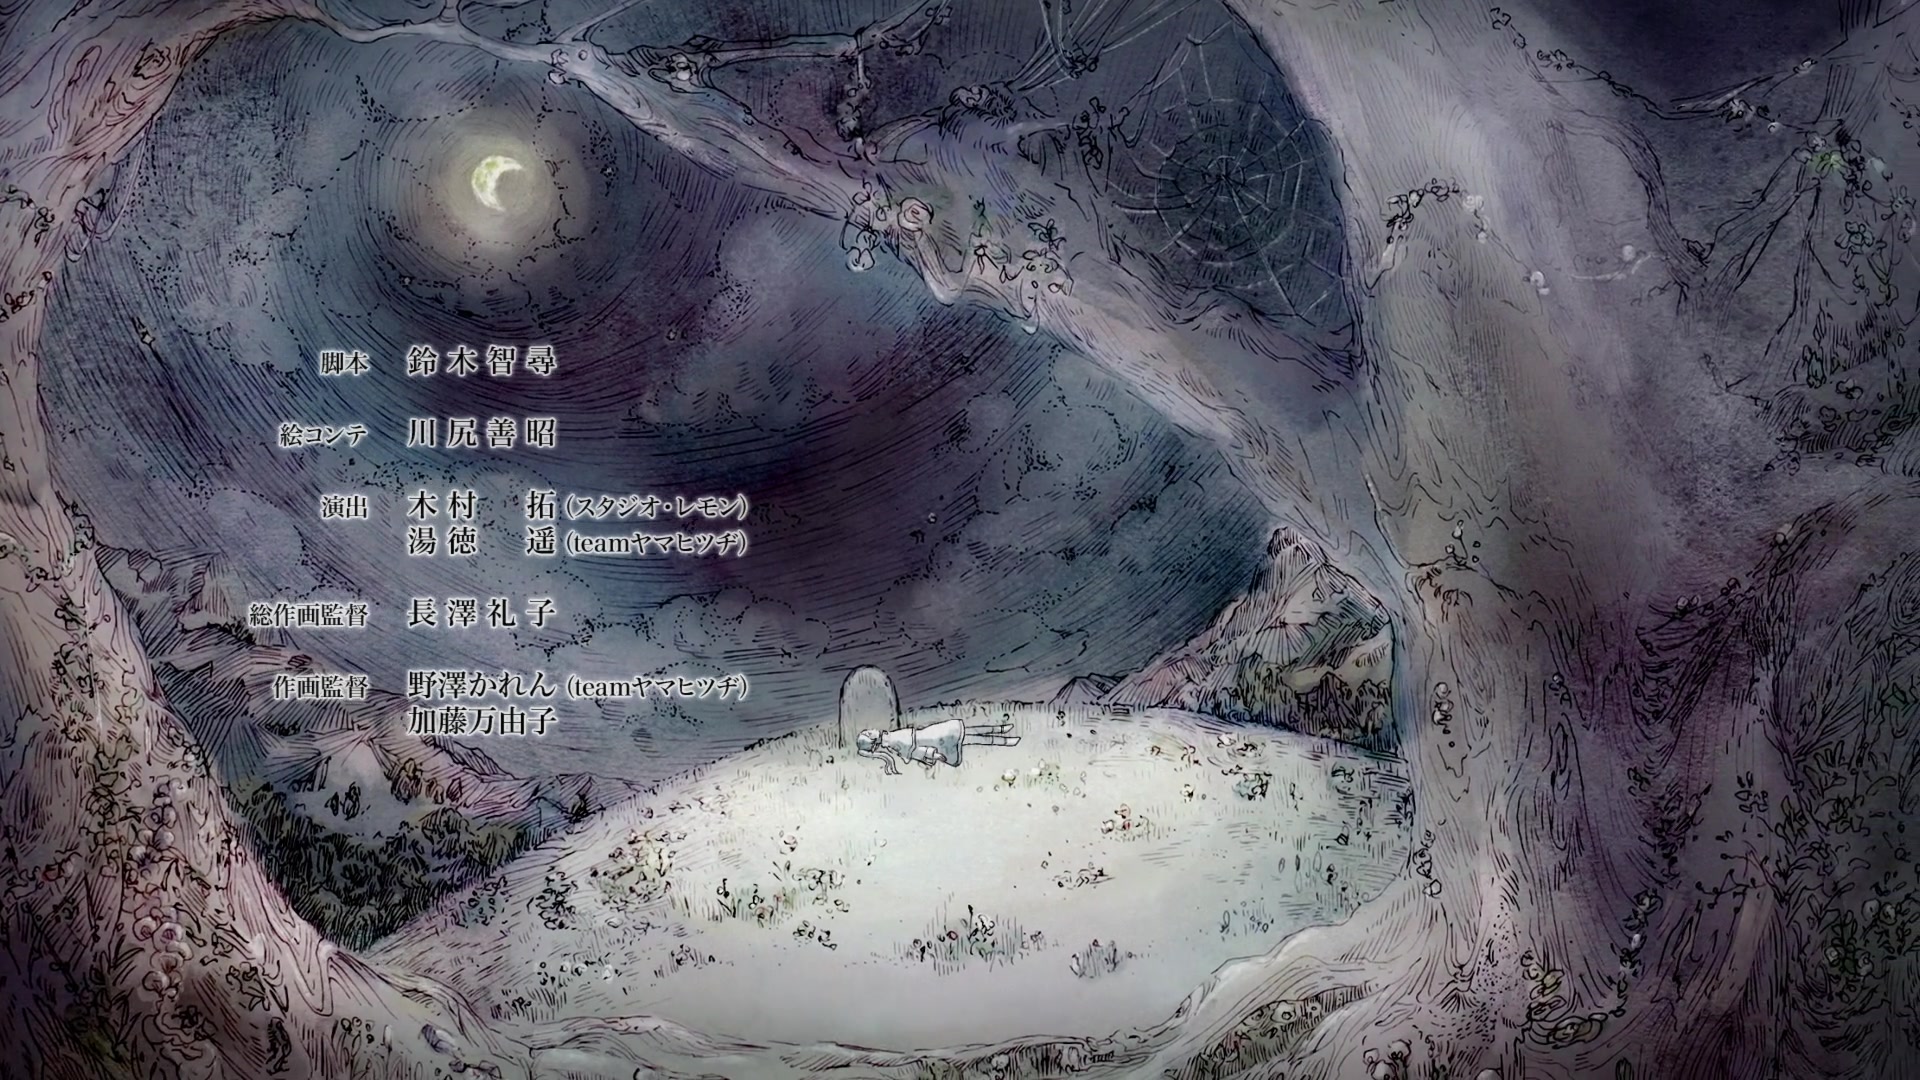 脚本 鈴木智尋
絵コンテ 川尻善昭
演出 木村 拓(スタジオ・レモン)
湯徳 遥(teamヤマヒツヂ)
総作画監督 長澤礼子
作画監督 野澤かれん(teamヤマヒツヂ)
加藤万由子